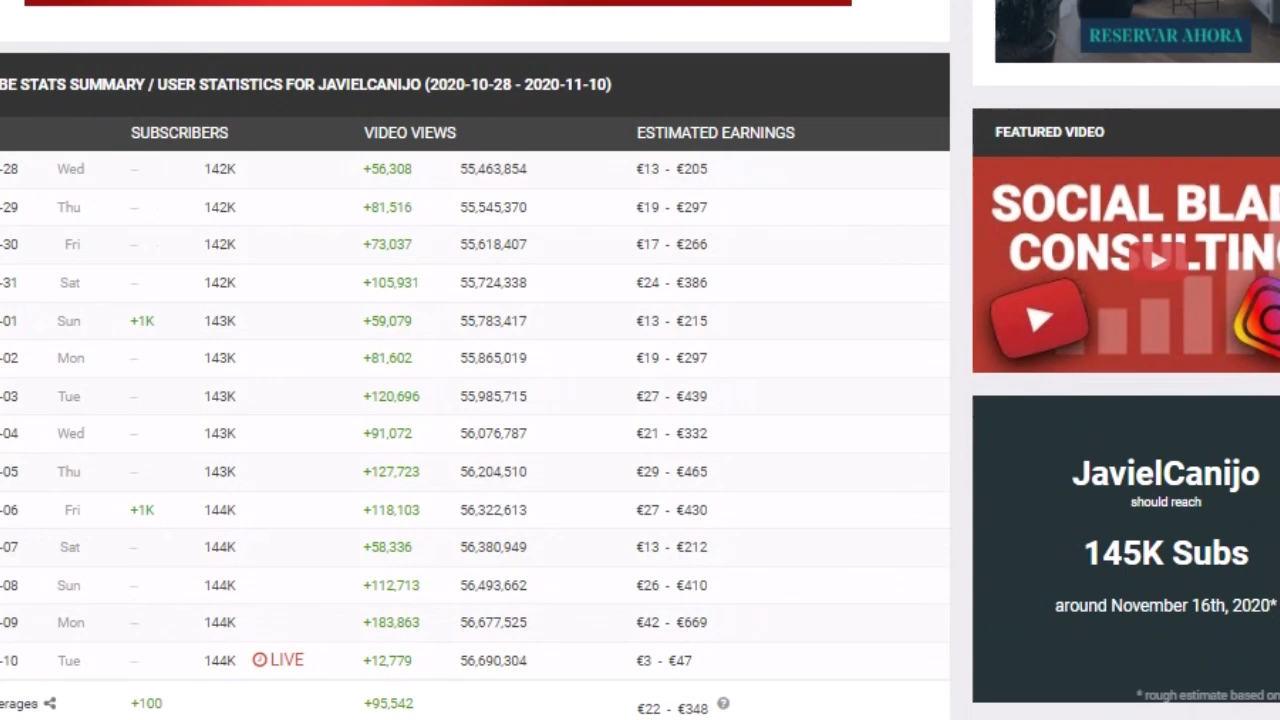 RESERVAR AHORA
BE STATS SUMMARY / USER STATISTICS FOR JAVIELCANIJO (2020-10-28 - 2020-11-10)
SUBSCRIBERS VIDEO VIEWS ESTIMATED EARNINGS
-28 Wed -- 142K +56,308 55,463,854 €13 - €205
-29 Thu -- 142K +81,516 55,545,370 €19 - €297
-30 Fri -- 142K +73,037 55,618,407 €17 - €266
-31 Sat -- 142K +105,931 55,724,338 €24 - €386
-01 Sun +1K 143K +59,079 55,783,417 €13 - €215
-02 Mon -- 143K +81,602 55,865,019 €19 - €297
-03 Tue -- 143K +120,696 55,985,715 €27 - €439
-04 Wed -- 143K +91,072 56,076,787 €21 - €332
-05 Thu -- 143K +127,723 56,204,510 €29 - €465
-06 Fri +1K 144K +118,103 56,322,613 €27 - €430
-07 Sat -- 144K +58,336 56,380,949 €13 - €212
-08 Sun -- 144K +112,713 56,493,662 €26 - €410
-09 Mon -- 144K +183,863 56,677,525 €42 - €669
-10 Tue -- 144K LIVE +12,779 56,690,304 €3 - €47
erages +100 +95,542 €22 - €348
FEATURED VIDEO
SOCIAL BLA
CONSULTING
JavielCanijo
should reach
145K Subs
around November 16th, 2020*
* rough estimate based on